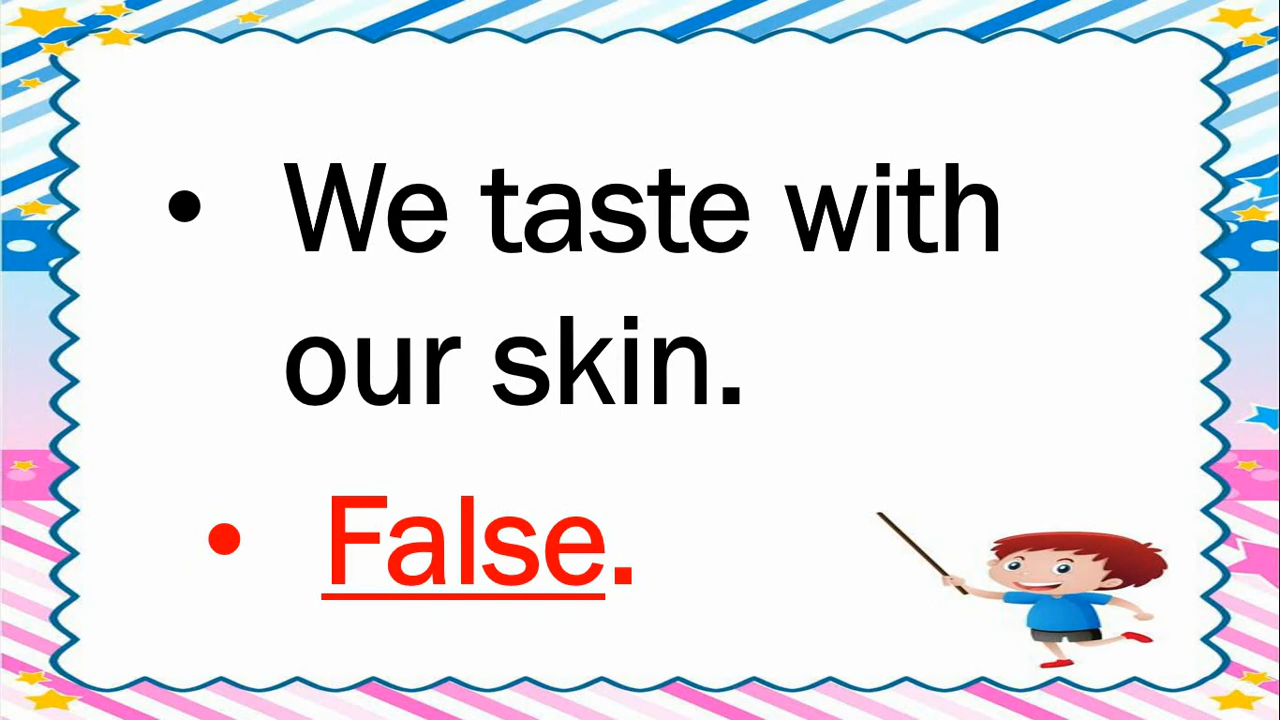 • We taste with
our skin.
• False.